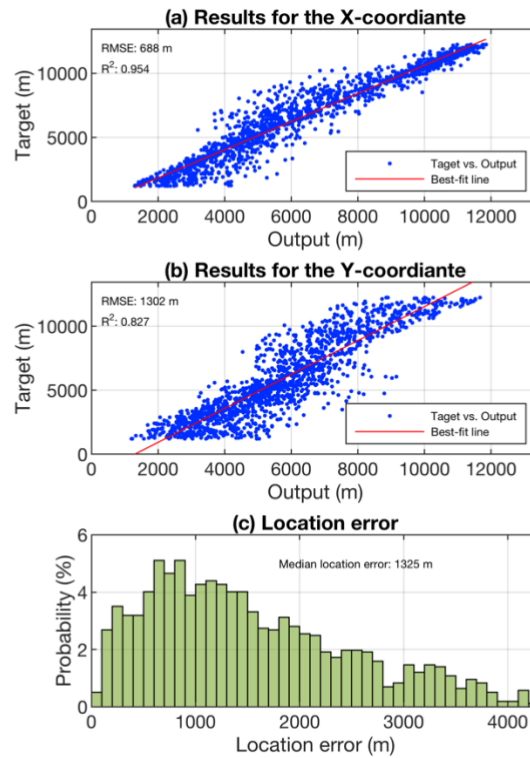 (a) Results for the X-coordiante
RMSE: 688 m
R²: 0.954
10000
5000
0
Target (m)
Taget vs. Output
Best-fit line
0 2000 4000 6000 8000 10000 12000
Output (m)
(b) Results for the Y-coordiante
RMSE: 1302 m
R²: 0.827
10000
5000
0
Target (m)
Taget vs. Output
Best-fit line
0 2000 4000 6000 8000 10000 12000
Output (m)
(c) Location error
Median location error: 1325 m
6
4
2
0
Probability (%)
0 1000 2000 3000 4000
Location error (m)